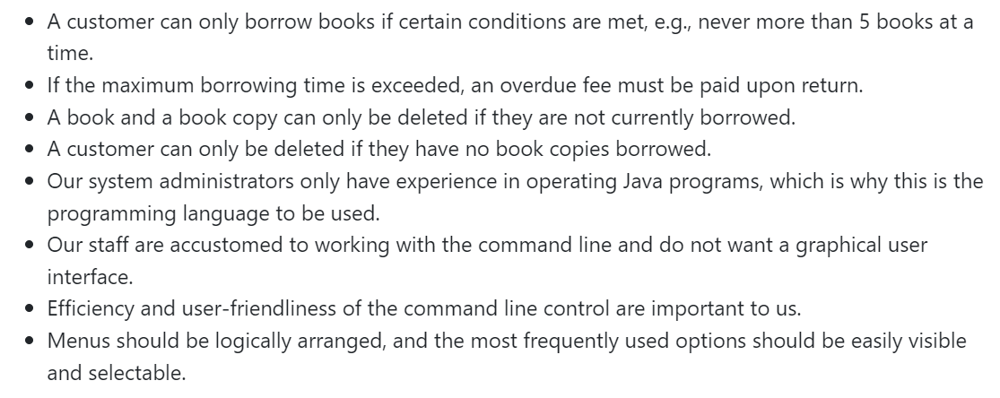 • A customer can only borrow books if certain conditions are met, e.g., never more than 5 books at a
time.
• If the maximum borrowing time is exceeded, an overdue fee must be paid upon return.
• A book and a book copy can only be deleted if they are not currently borrowed.
• A customer can only be deleted if they have no book copies borrowed.
• Our system administrators only have experience in operating Java programs, which is why this is the
programming language to be used.
• Our staff are accustomed to working with the command line and do not want a graphical user
interface.
• Efficiency and user-friendliness of the command line control are important to us.
• Menus should be logically arranged, and the most frequently used options should be easily visible
and selectable.